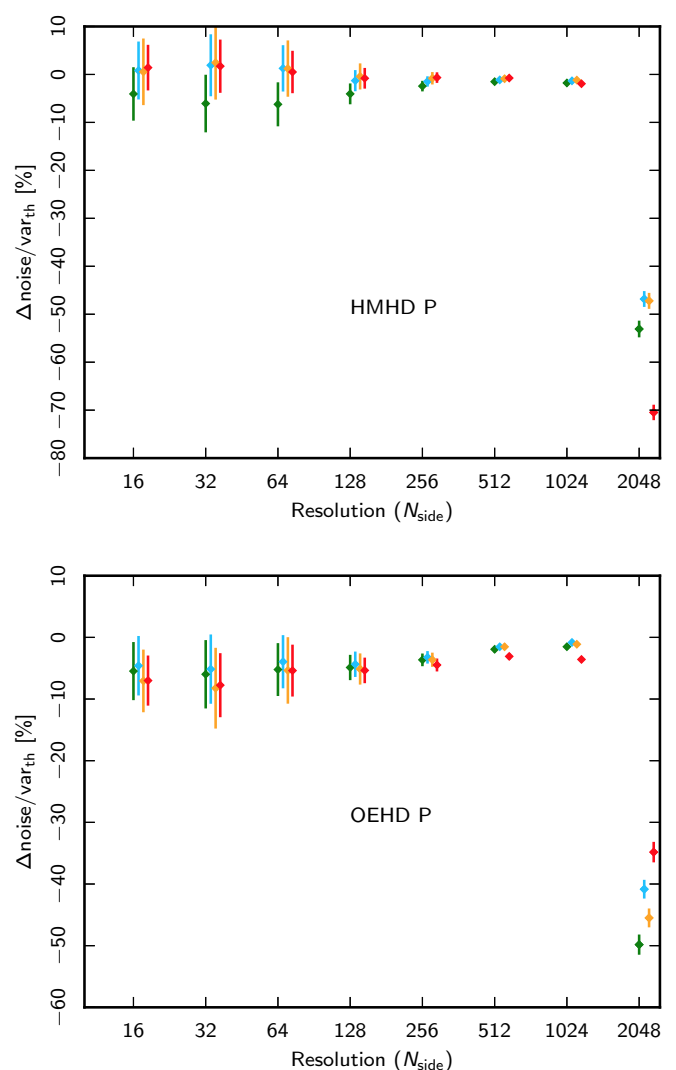 10
0
−10
−20
−30
−40
−50
−60
−70
−80
Δnoise/var_th [%]
HMHD P
16 32 64 128 256 512 1024 2048
Resolution (N_side)
10
0
−10
−20
−30
−40
−50
−60
Δnoise/var_th [%]
OEHD P
16 32 64 128 256 512 1024 2048
Resolution (N_side)